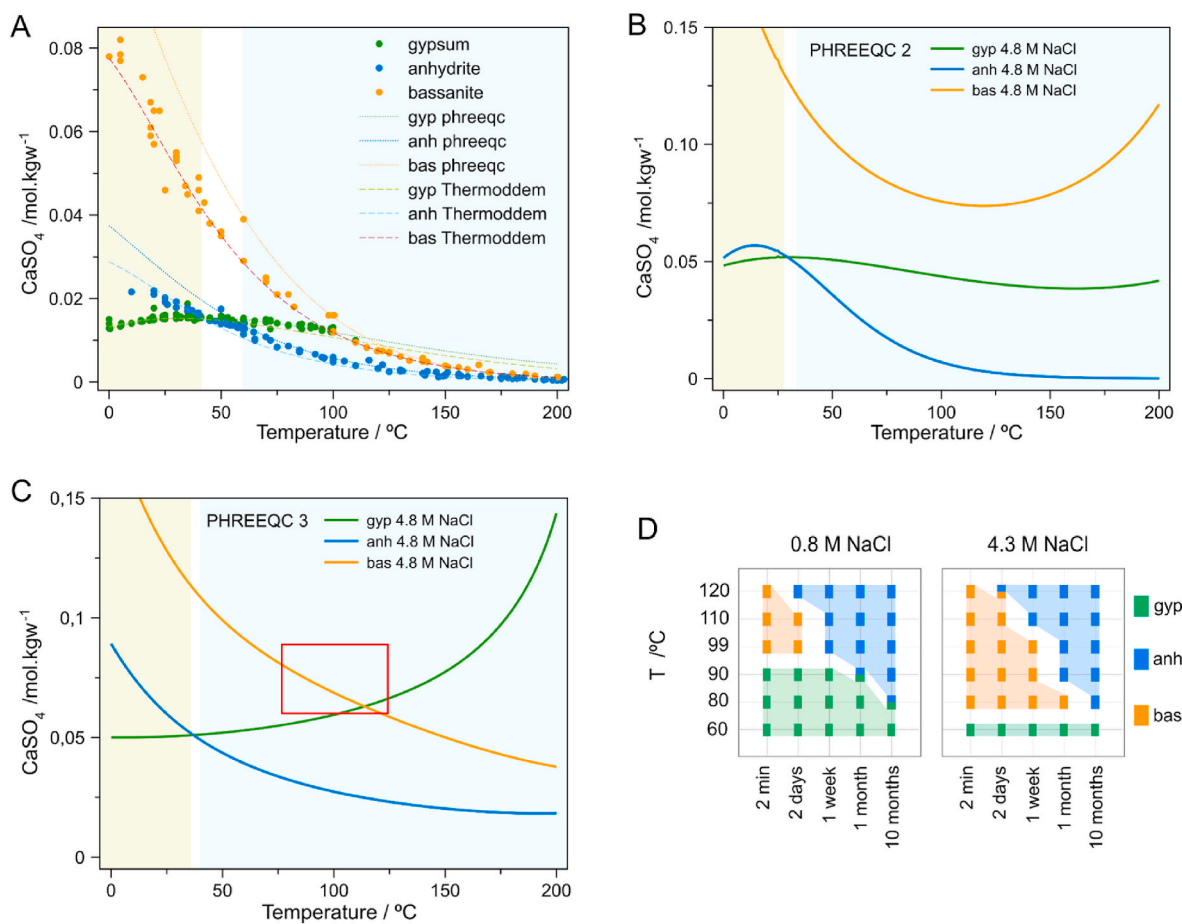 A
CaSO4 /mol.kgw-1
0.08
0.06
0.04
0.02
0
gypsum
anhydrite
bassanite
gyp phreeqc
anh phreeqc
bas phreeqc
gyp Thermoddem
anh Thermoddem
bas Thermoddem
0 50 100 150 200
Temperature / ºC
B
CaSO4 /mol.kgw-1
0.15
0.10
0.05
0
PHREEQC 2
gyp 4.8 M NaCl
anh 4.8 M NaCl
bas 4.8 M NaCl
0 50 100 150 200
Temperature / ºC
C
CaSO4 /mol.kgw-1
0,15
0,1
0,05
0
PHREEQC 3
gyp 4.8 M NaCl
anh 4.8 M NaCl
bas 4.8 M NaCl
0 50 100 150 200
Temperature / ºC
D
0.8 M NaCl 4.3 M NaCl
T /ºC
120
110
99
90
80
60
2 min
2 days
1 week
1 month
10 months
2 min
2 days
1 week
1 month
10 months
gyp
anh
bas